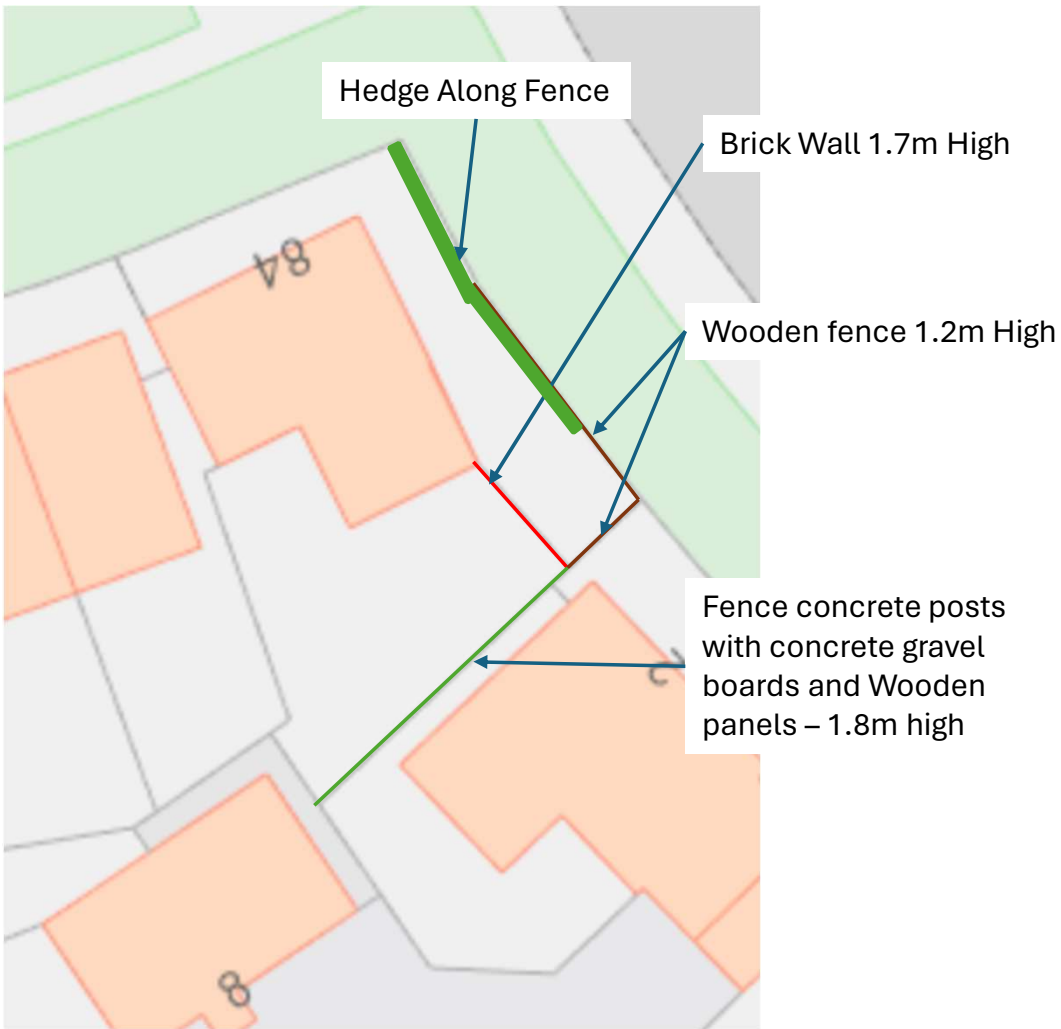 Hedge Along Fence
Brick Wall 1.7m High
84
Wooden fence 1.2m High
Fence concrete posts
with concrete gravel
boards and Wooden
panels – 1.8m high
8